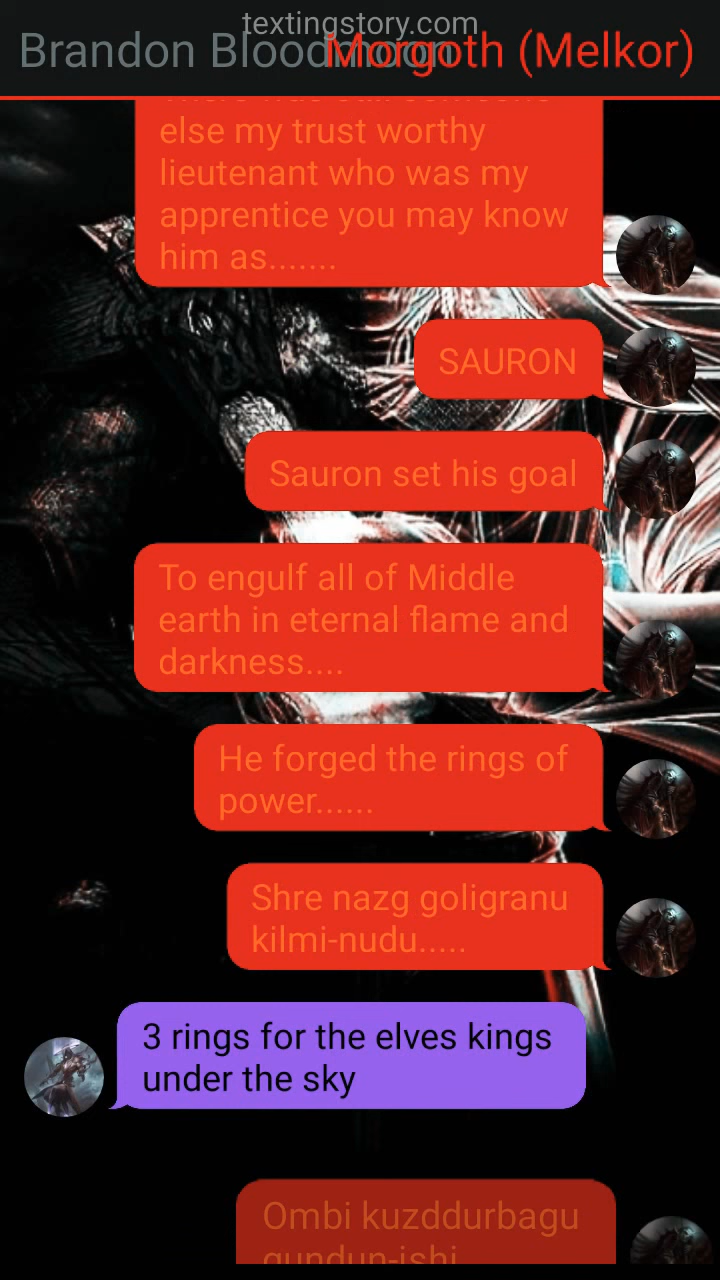 textingstory.com
Brandon Bloodmoon
Morgoth (Melkor)
else my trust worthy
lieutenant who was my
apprentice you may know
him as.......
SAURON
Sauron set his goal
To engulf all of Middle
earth in eternal flame and
darkness....
He forged the rings of
power......
Shre nazg goligranu
kilmi-nudu.....
3 rings for the elves kings
under the sky
Ombi kuzddurbagu
gundun-ishi